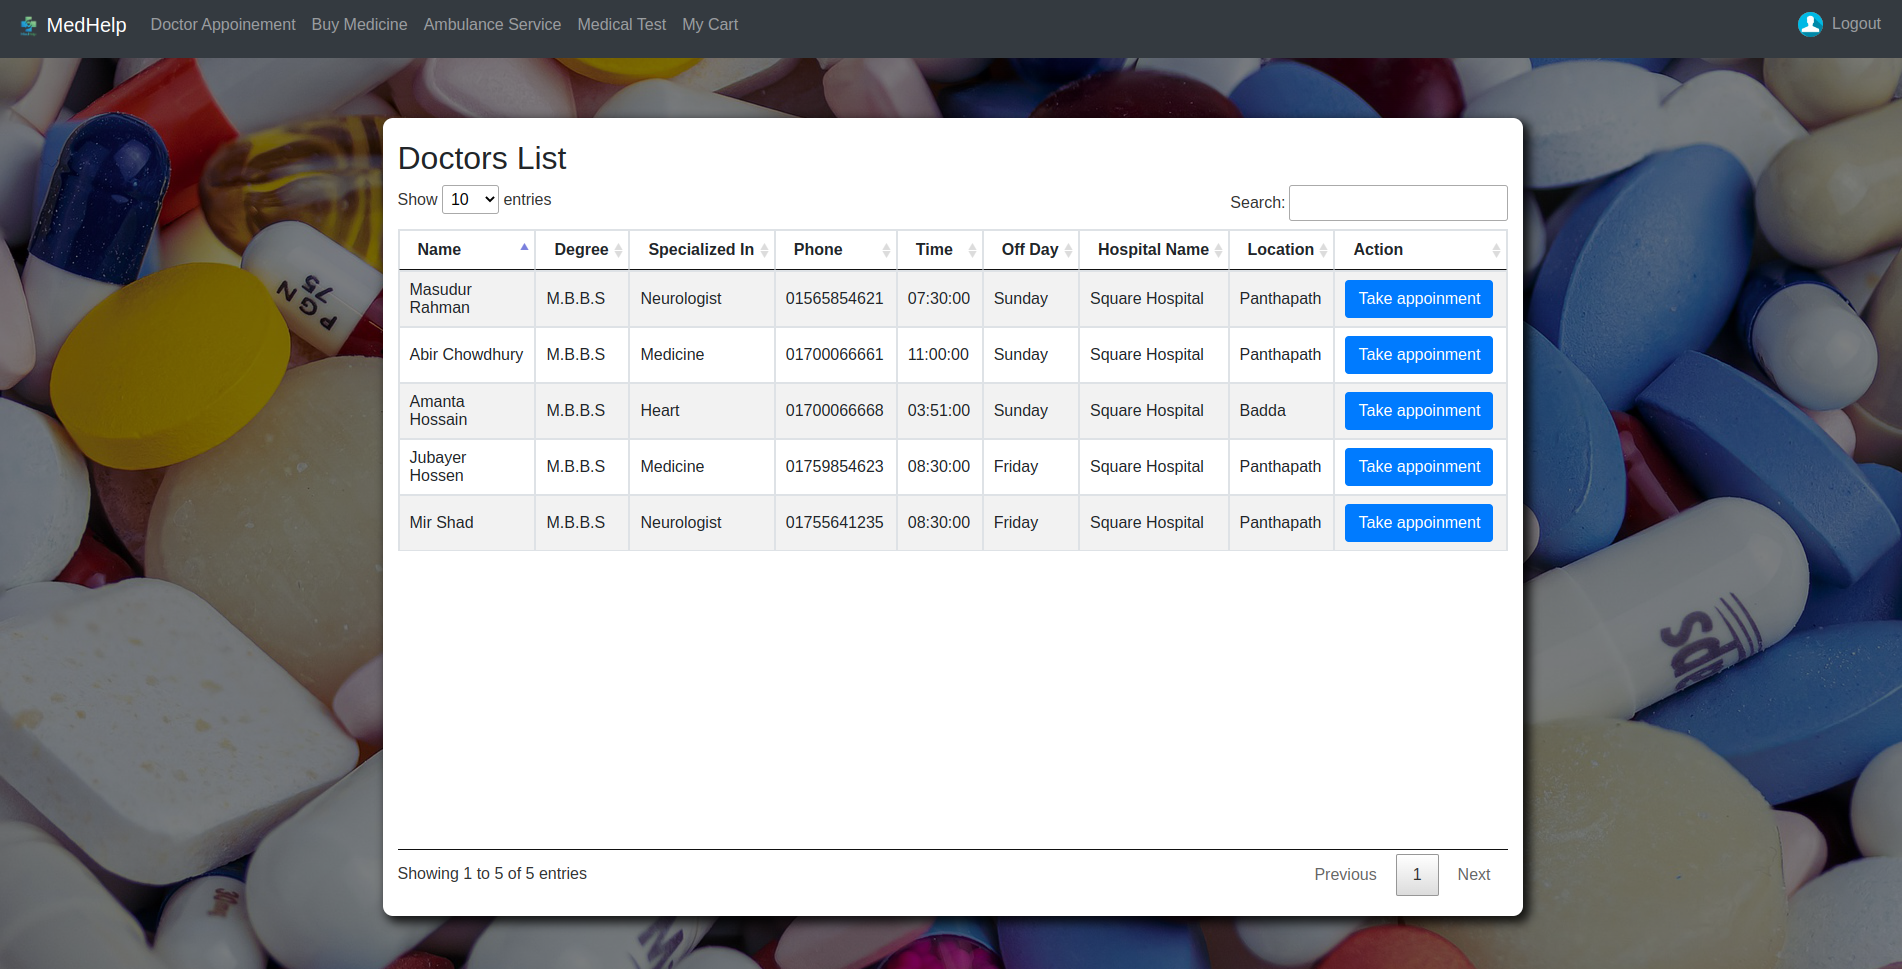 MedHelp Doctor Appoinement Buy Medicine Ambulance Service Medical Test My Cart Logout
Doctors List
Show 10 entries Search:
Name Degree Specialized In Phone Time Off Day Hospital Name Location Action
Masudur Rahman M.B.B.S Neurologist 01565854621 07:30:00 Sunday Square Hospital Panthapath Take appoinment
Abir Chowdhury M.B.B.S Medicine 01700066661 11:00:00 Sunday Square Hospital Panthapath Take appoinment
Amanta Hossain M.B.B.S Heart 01700066668 03:51:00 Sunday Square Hospital Badda Take appoinment
Jubayer Hossen M.B.B.S Medicine 01759854623 08:30:00 Friday Square Hospital Panthapath Take appoinment
Mir Shad M.B.B.S Neurologist 01755641235 08:30:00 Friday Square Hospital Panthapath Take appoinment
Showing 1 to 5 of 5 entries Previous 1 Next
PGN
75